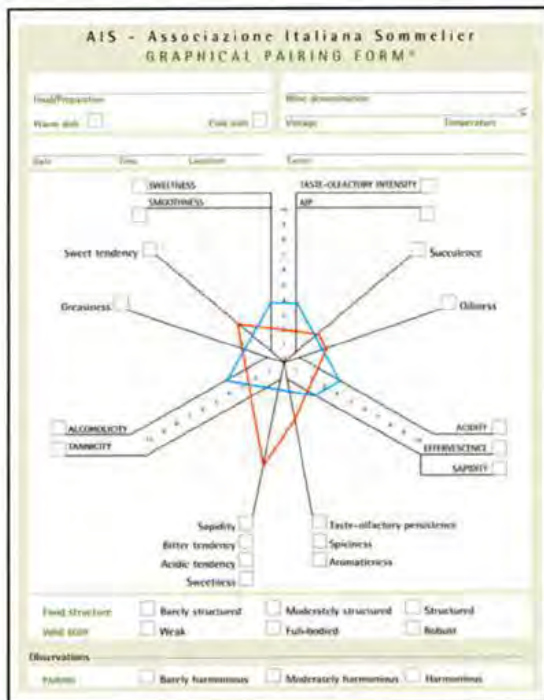 AIS - Associazione Italiana Sommelier
GRAPHICAL PAIRING FORM®
Food/Preparation
Wine denomination
Warm dish
Cold dish
Vintage
Temperature
°C
Date
Time
Location
Taster
SWEETNESS
TASTE-OLFACTORY INTENSITY
SMOOTHNESS
AIP
Sweet tendency
Succulence
Greasiness
Oiliness
ALCOHOLICITY
ACIDITY
TANNICITY
EFFERVESCENCE
SAPIDITY
Sapidity
Taste-olfactory persistence
Bitter tendency
Spiciness
Acidic tendency
Aromaticness
Sweetness
Food structure
Barely structured
Moderately structured
Structured
WINE BODY
Weak
Full-bodied
Robust
Observations
PAIRING
Barely harmonious
Moderately harmonious
Harmonious